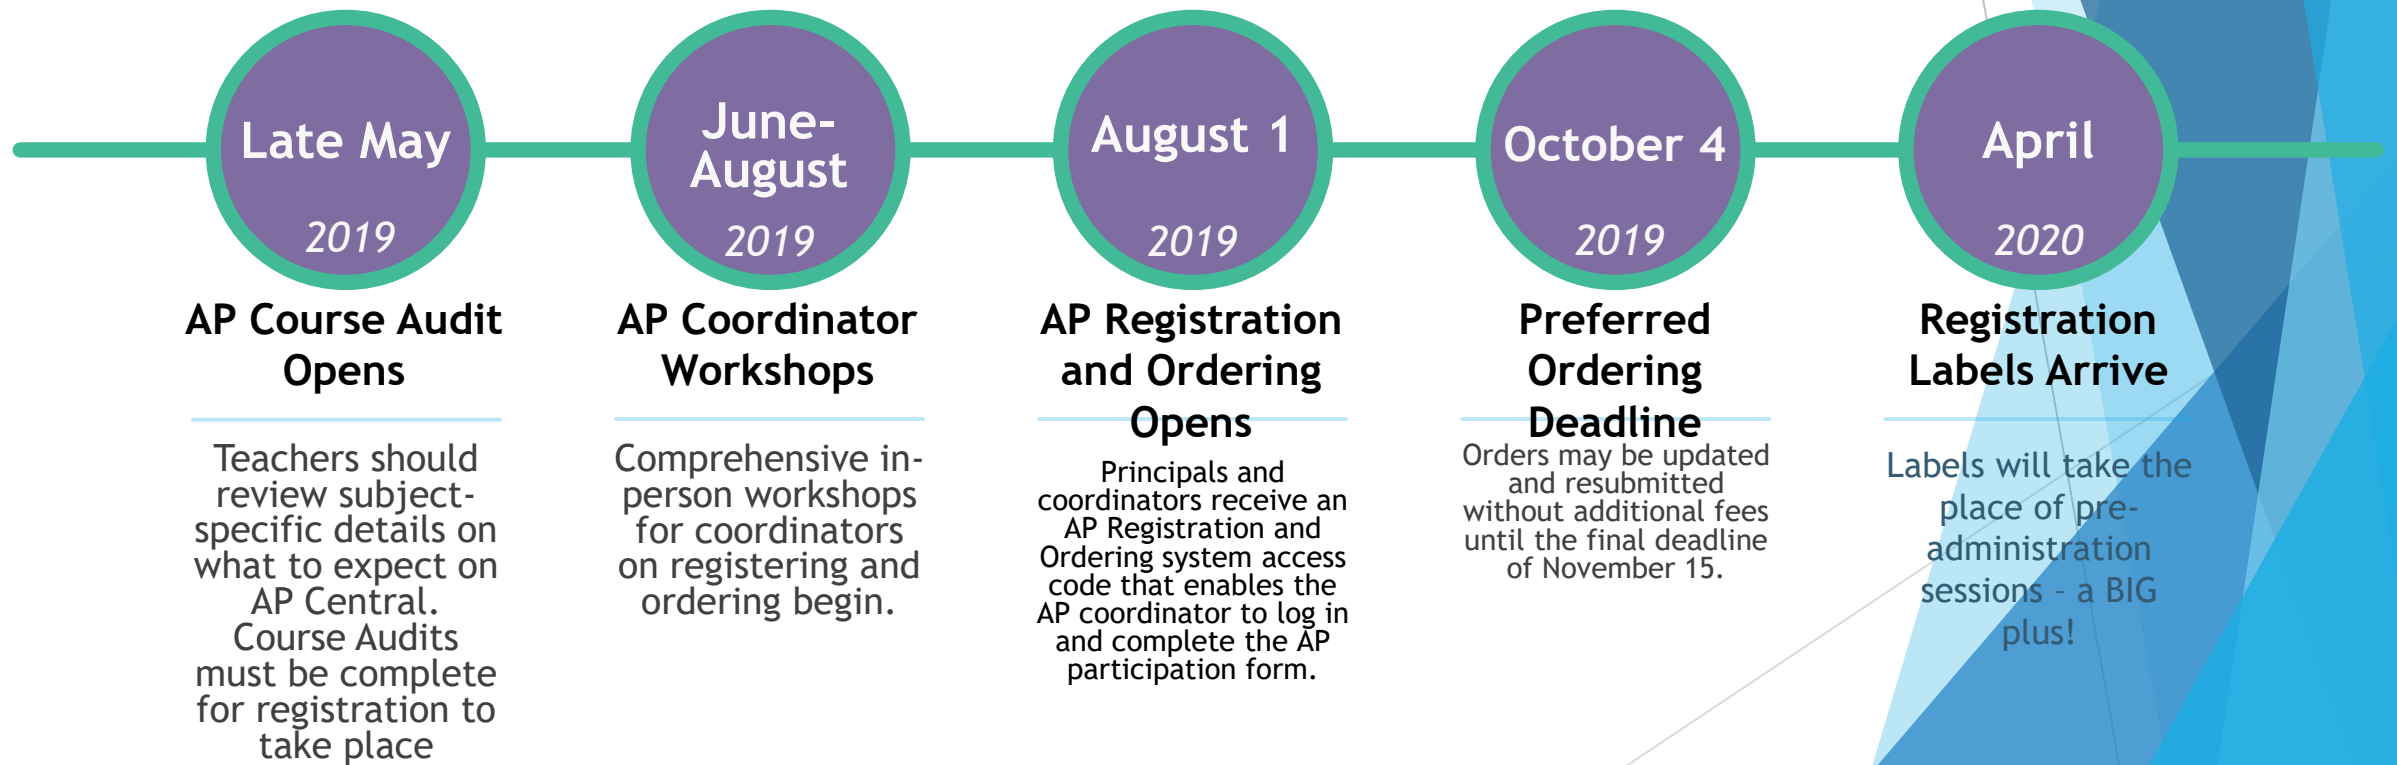 Late May
2019
AP Course Audit
Opens
Teachers should
review subject-
specific details on
what to expect on
AP Central.
Course Audits
must be complete
for registration to
take place
June-
August
2019
AP Coordinator
Workshops
Comprehensive in-
person workshops
for coordinators
on registering and
ordering begin.
August 1
2019
AP Registration
and Ordering
Opens
Principals and
coordinators receive an
AP Registration and
Ordering system access
code that enables the
AP coordinator to log in
and complete the AP
participation form.
October 4
2019
Preferred
Ordering
Deadline
Orders may be updated
and resubmitted
without additional fees
until the final deadline
of November 15.
April
2020
Registration
Labels Arrive
Labels will take the
place of pre-
administration
sessions – a BIG
plus!